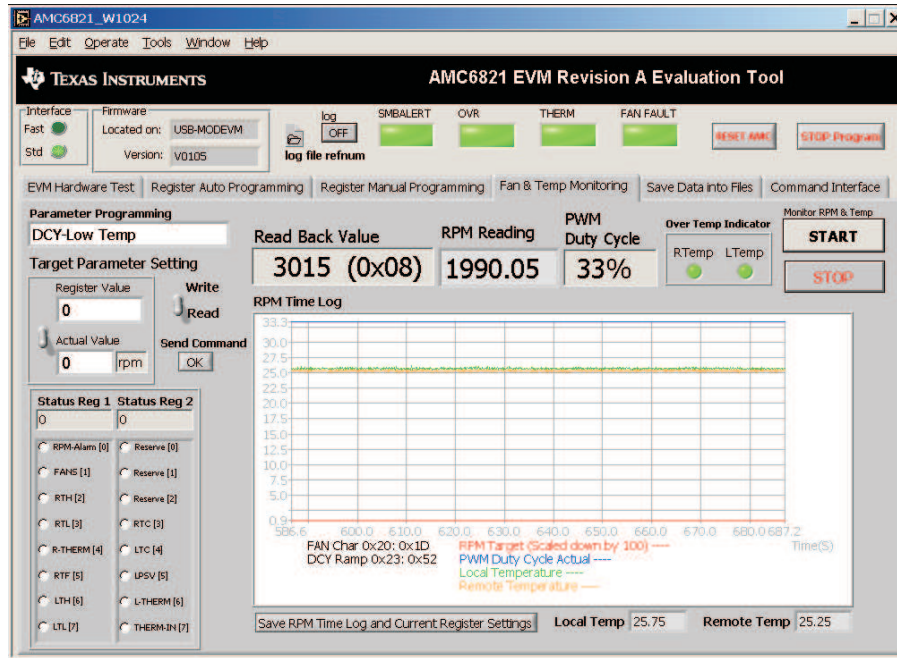 AMC6821_W1024
File Edit Operate Tools Window Help
TEXAS INSTRUMENTS
AMC6821 EVM Revision A Evaluation Tool
Interface
Fast
Std
Firmware
Located on: USB-MODEVM
Version: V0105
log
OFF
log file refnum
SMBALERT OVR THERM FAN FAULT
RESET AMC
STOP Program
EVM Hardware Test Register Auto Programming Register Manual Programming Fan & Temp Monitoring Save Data into Files Command Interface
Parameter Programming
DCY-Low Temp
Target Parameter Setting
Register Value
0
Actual Value
0 rpm
Write
Read
Send Command
OK
Read Back Value
3015 (0x08)
RPM Reading
1990.05
PWM
Duty Cycle
33%
Over Temp Indicator
RTemp LTemp
Monitor RPM & Temp
START
STOP
Status Reg 1 Status Reg 2
0 0
RPM-Alarm [0] Reserve [0]
FANS [1] Reserve [1]
RTH [2] Reserve [2]
RTL [3] RTC [3]
R-THERM [4] LTC [4]
RTF [5] LPSV [5]
LTH [6] L-THERM [6]
LTL [7] THERM-IN [7]
RPM Time Log
33.3
30.0
27.5
25.0
22.5
20.0
17.5
15.0
12.5
10.0
7.5
5.0
0.9
586.6 600.0 610.0 620.0 630.0 640.0 650.0 660.0 670.0 680.0 687.2
Time(S)
FAN Char 0x20: 0x1D
DCY Ramp 0x23: 0x52
RPM Target (Scaled down by 100) ----
PWM Duty Cycle Actual ----
Local Temperature ----
Remote Temperature ----
Save RPM Time Log and Current Register Settings
Local Temp 25.75
Remote Temp 25.25